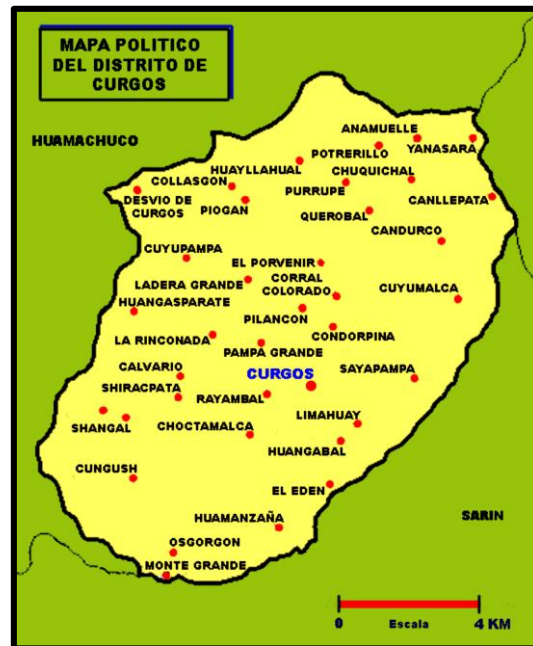 MAPA POLITICO
DEL DISTRITO DE
CURGOS
HUAMACHUCO
ANAMUELLE
YANASARA
POTRERILLO
HUAYLLAHUAL
CHUQUICHAL
COLLASGON
PURRUPE
DESVIO DE
CURGOS
PIOGAN
CANLLEPATA
QUEROBAL
CANDURCO
CUYUPAMPA
EL PORVENIR
LADERA GRANDE
CORRAL
COLORADO
CUYUMALCA
HUANGASPARATE
PILANCON
CONDORPINA
LA RINCONADA
PAMPA GRANDE
CALVARIO
CURGOS
SAYAPAMPA
SHIRACPATA
RAYAMBAL
LIMAHUAY
SHANGAL
CHOCTAMALCA
HUANGABAL
CUNGUSH
EL EDEN
HUAMANZAÑA
SARIN
OSGORGON
MONTE GRANDE
0 Escala 4 KM